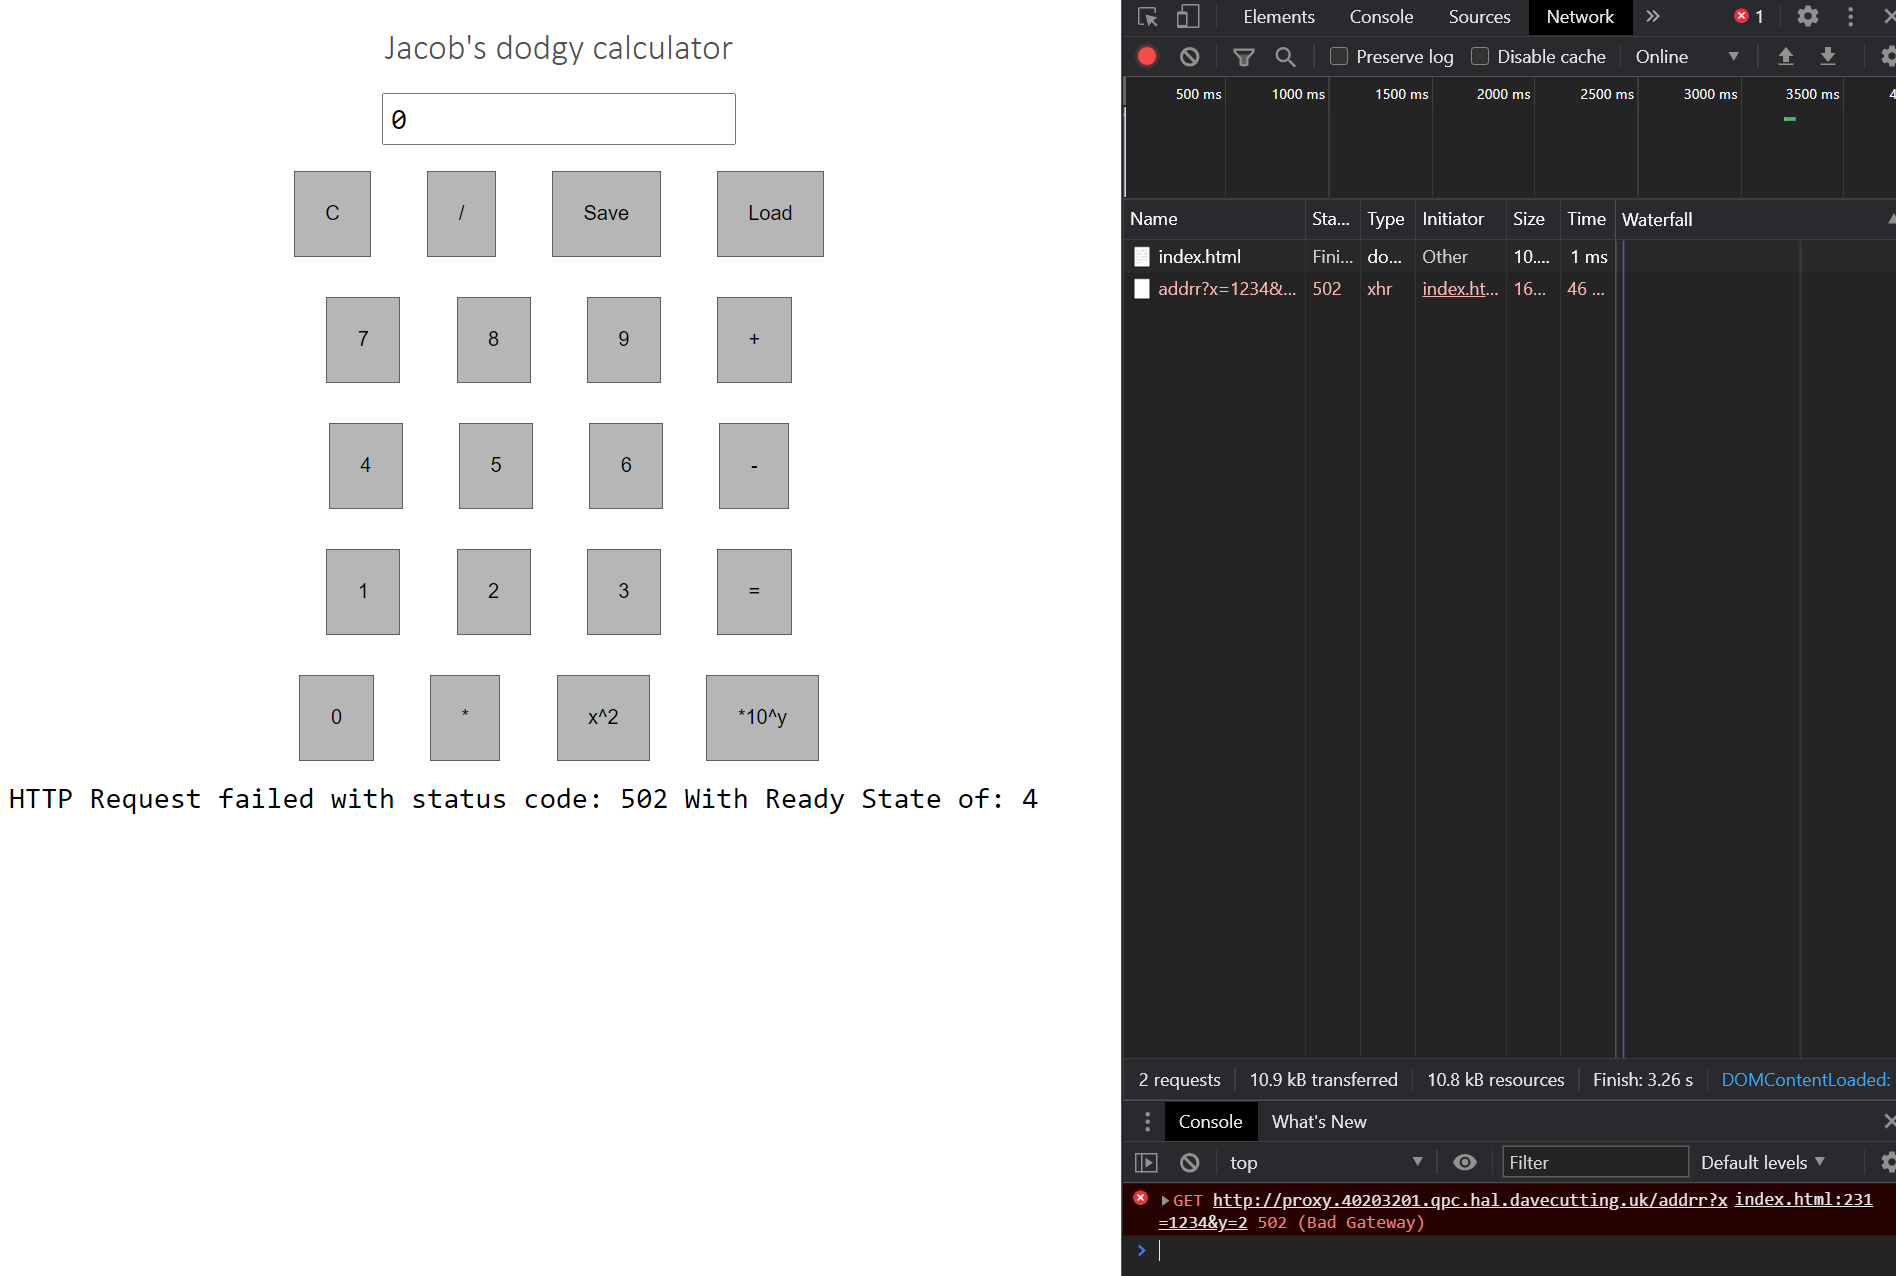 Jacob's dodgy calculator
0
C / Save Load
7 8 9 +
4 5 6 -
1 2 3 =
0 * x^2 *10^y
HTTP Request failed with status code: 502 With Ready State of: 4
Elements Console Sources Network 1
Preserve log Disable cache Online
500 ms 1000 ms 1500 ms 2000 ms 2500 ms 3000 ms 3500 ms 4
Name Sta... Type Initiator Size Time Waterfall
index.html Fini... do... Other 10.... 1 ms
addrr?x=1234&... 502 xhr index.ht... 16... 46 ...
2 requests 10.9 kB transferred 10.8 kB resources Finish: 3.26 s DOMContentLoaded:
Console What's New
top Filter Default levels
GET http://proxy.40203201.qpc.hal.davecutting.uk/addrr?x index.html:231
=1234&y=2 502 (Bad Gateway)